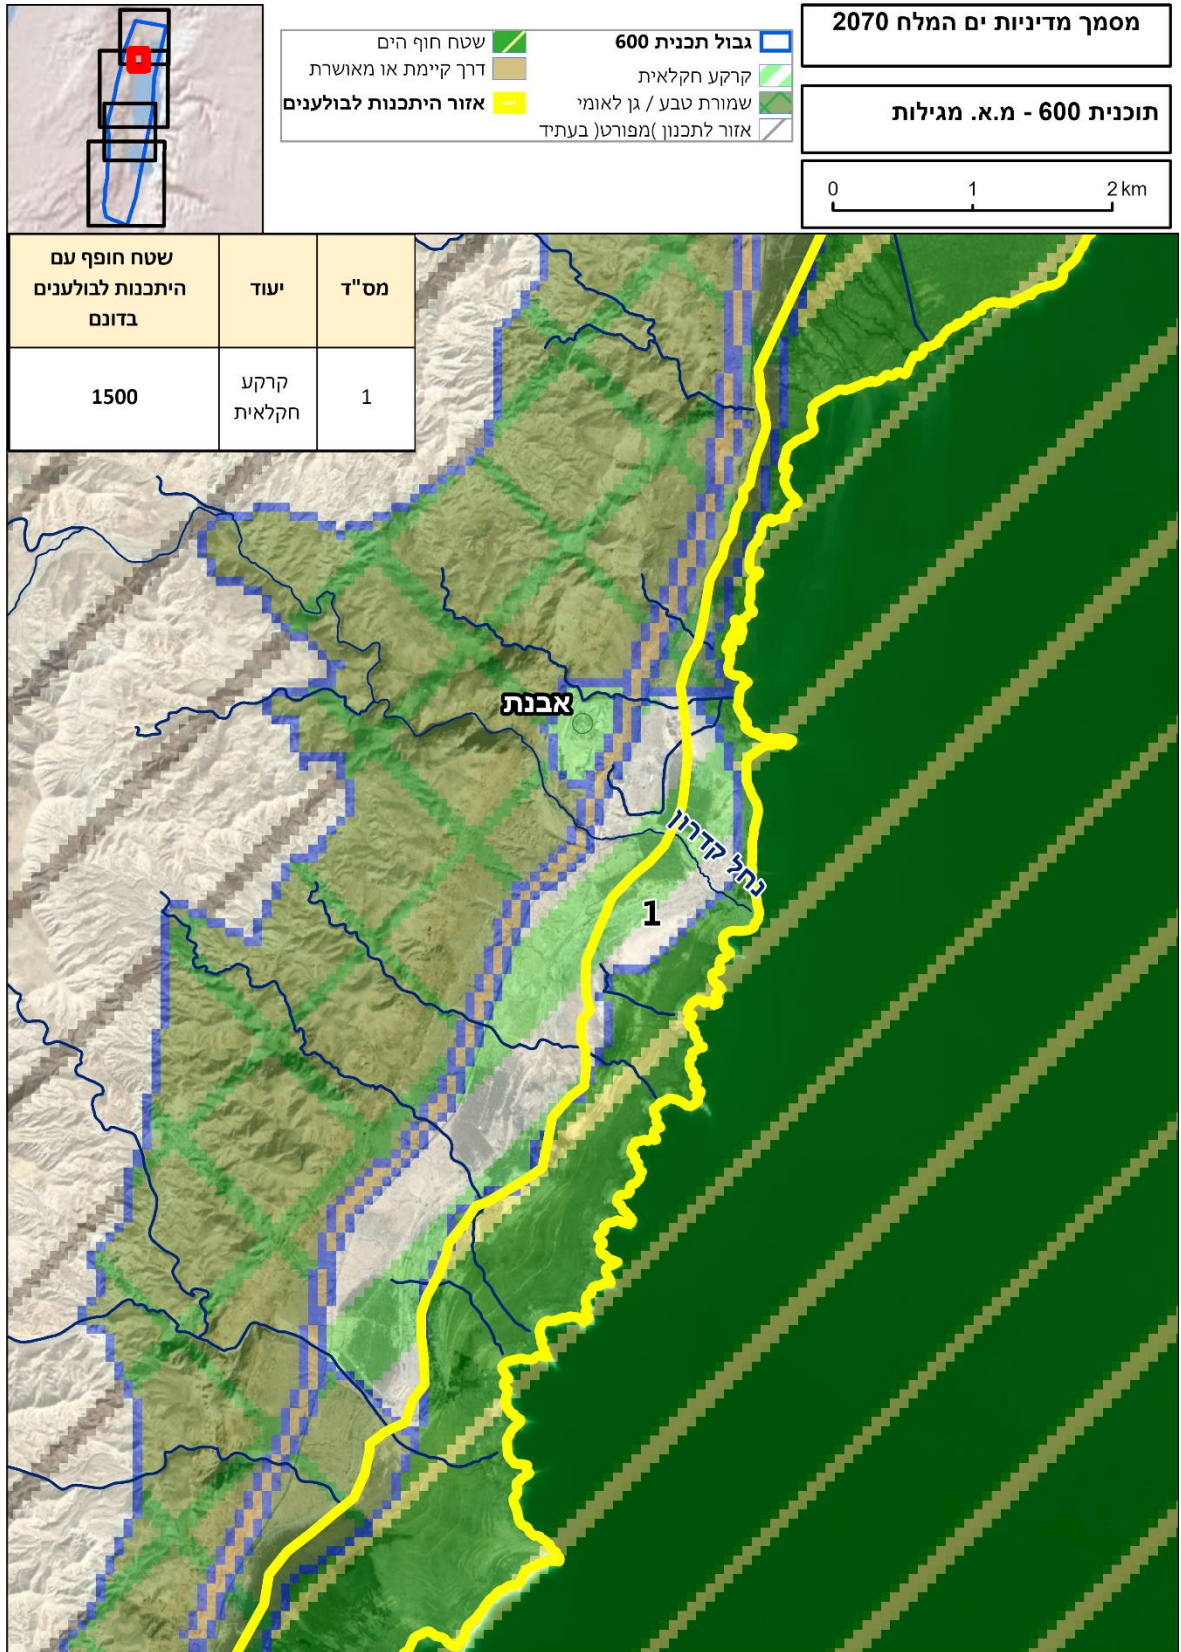 מסמך מדיניות ים המלח 2070
תוכנית 600 - מ.א. מגילות
0 1 2 km
גבול תכנית 600
קרקע חקלאית
שמורת טבע / גן לאומי
אזור לתכנון )מפורט( בעתיד
שטח חוף הים
דרך קיימת או מאושרת
אזור היתכנות לבולענים
מס"ד יעוד שטח חופף עם
היתכנות לבולענים
בדונם
1 קרקע
חקלאית
1500
אבנת
נחל קדרון
1